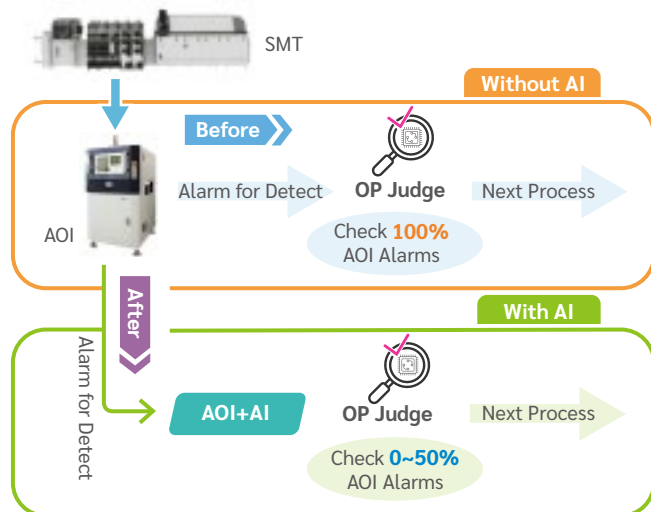 SMT
Without AI
Before
AOI
Alarm for Detect
OP Judge
Next Process
Check 100%
AOI Alarms
After
With AI
Alarm for Detect
AOI+AI
OP Judge
Next Process
Check 0~50%
AOI Alarms